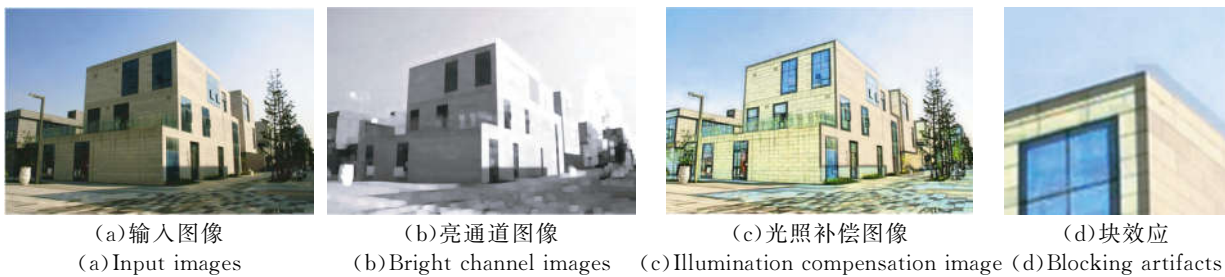 (a)输入图像
(b)亮通道图像
(c)光照补偿图像
(d)块效应
(a)Input images
(b)Bright channel images
(c)Illumination compensation image
(d)Blocking artifacts